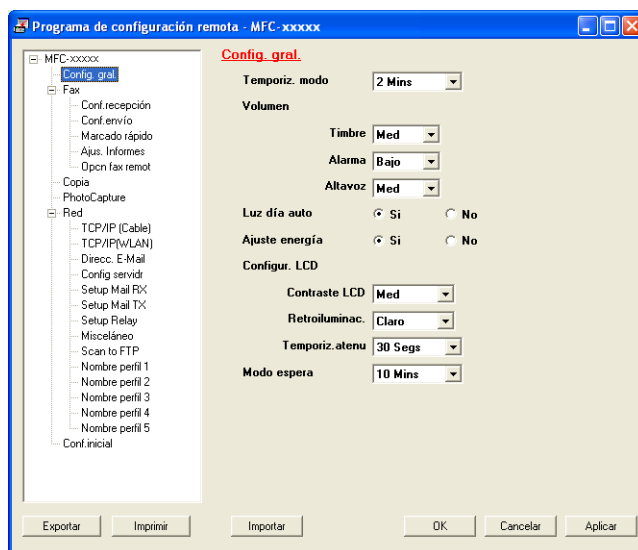 Programa de configuración remota - MFC-xxxxx
MFC-xxxxx
Config. gral.
Fax
Conf.recepción
Conf.envío
Marcado rápido
Ajus. Informes
Opcn fax remot
Copia
PhotoCapture
Red
TCP/IP (Cable)
TCP/IP(WLAN)
Direcc. E-Mail
Config servidr
Setup Mail RX
Setup Mail TX
Setup Relay
Misceláneo
Scan to FTP
Nombre perfil 1
Nombre perfil 2
Nombre perfil 3
Nombre perfil 4
Nombre perfil 5
Conf.inicial
Config. gral.
Temporiz. modo 2 Mins
Volumen
Timbre Med
Alarma Bajo
Altavoz Med
Luz día auto Si No
Ajuste energía Si No
Configur. LCD
Contraste LCD Med
Retroiluminac. Claro
Temporiz.atenu 30 Segs
Modo espera 10 Mins
Exportar Imprimir Importar OK Cancelar Aplicar